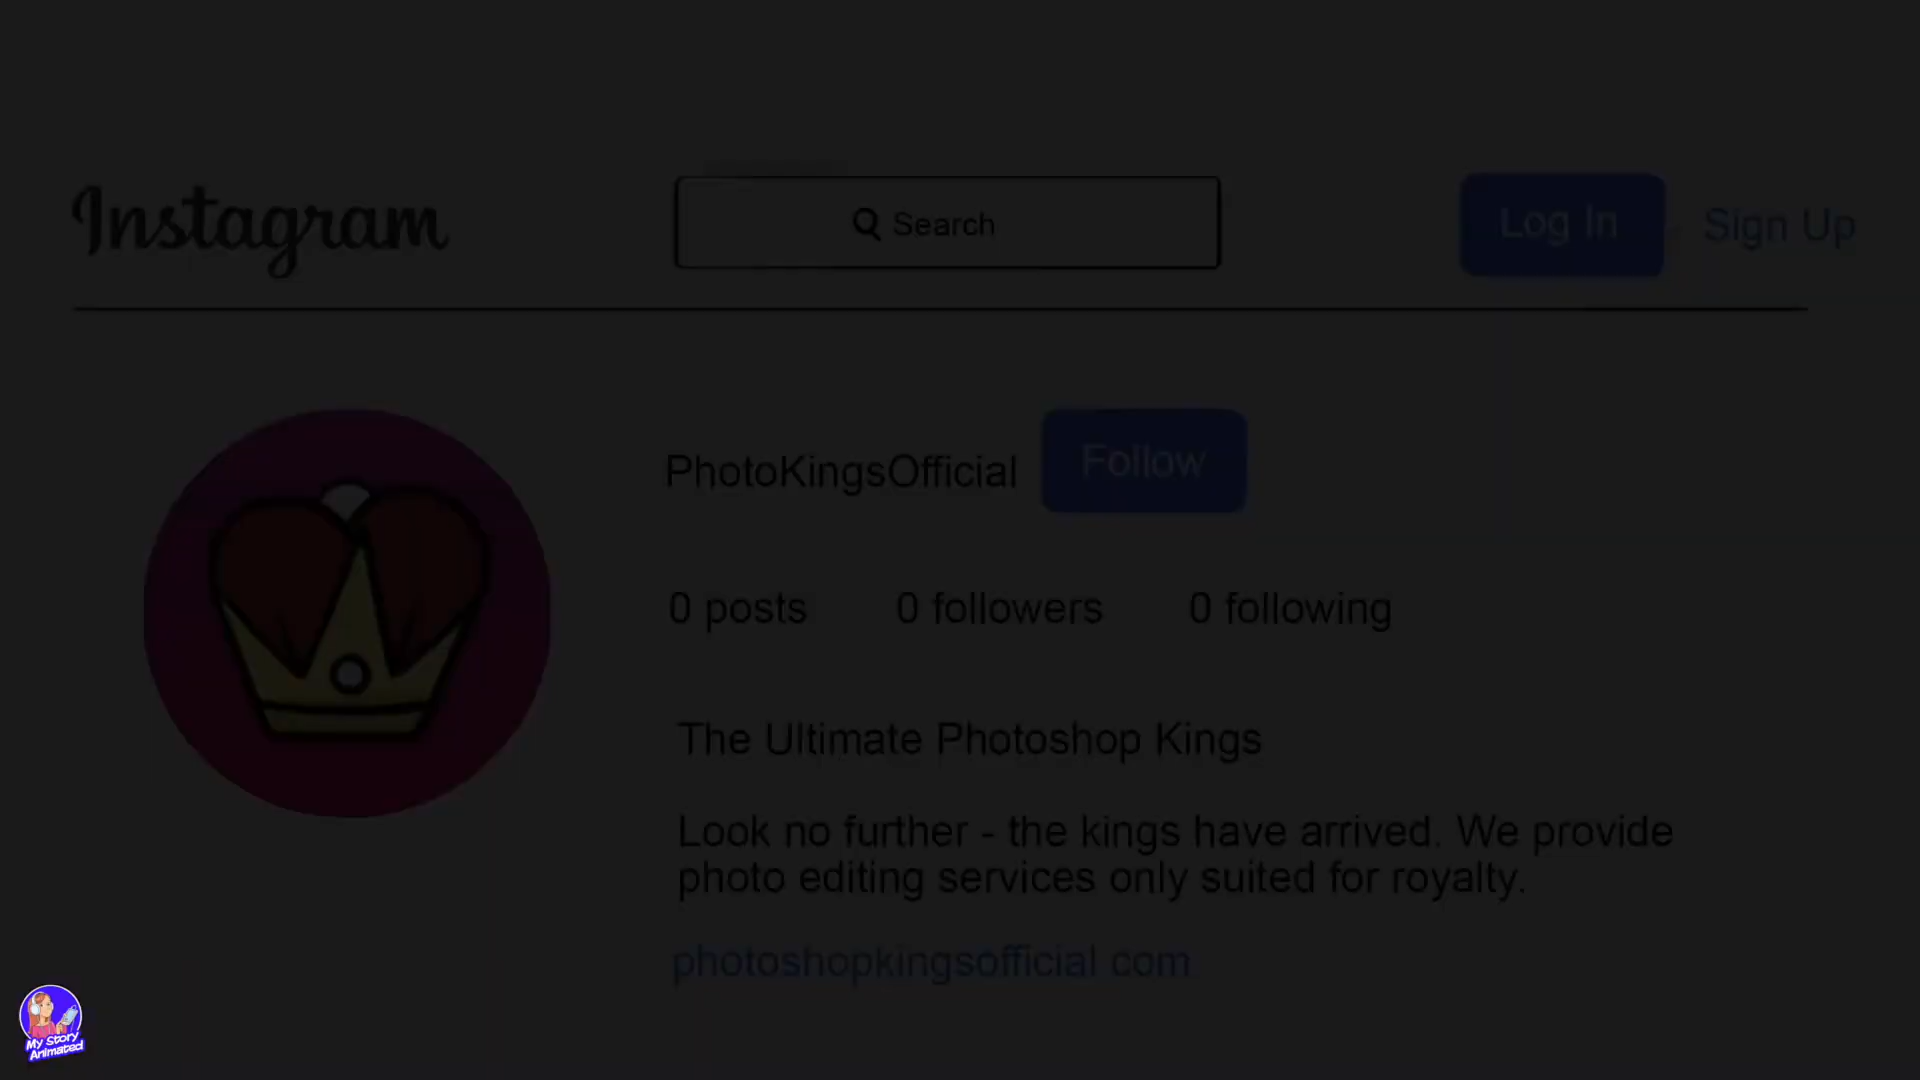 Instagram
Search
Log In
Sign Up
PhotoKingsOfficial
Follow
0 posts
0 followers
0 following
The Ultimate Photoshop Kings
Look no further - the kings have arrived. We provide
photo editing services only suited for royalty.
photoshopkingsofficial.com
My Story
Animated